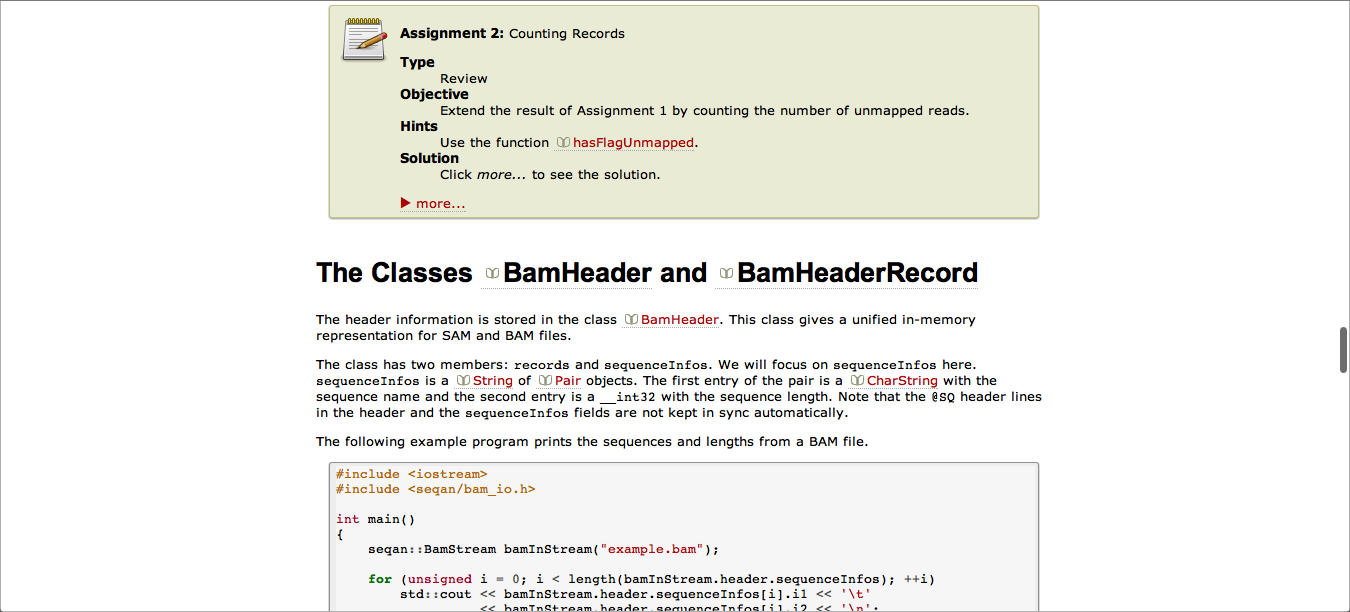 Assignment 2: Counting Records
Type
Review
Objective
Extend the result of Assignment 1 by counting the number of unmapped reads.
Hints
Use the function hasFlagUnmapped.
Solution
Click more... to see the solution.
more...
The Classes BamHeader and BamHeaderRecord
The header information is stored in the class BamHeader. This class gives a unified in-memory
representation for SAM and BAM files.
The class has two members: records and sequenceInfos. We will focus on sequenceInfos here.
sequenceInfos is a String of Pair objects. The first entry of the pair is a CharString with the
sequence name and the second entry is a __int32 with the sequence length. Note that the @SQ header lines
in the header and the sequenceInfos fields are not kept in sync automatically.
The following example program prints the sequences and lengths from a BAM file.
#include <iostream>
#include <seqan/bam_io.h>
int main()
{
seqan::BamStream bamInStream("example.bam");
for (unsigned i = 0; i < length(bamInStream.header.sequenceInfos); ++i)
std::cout << bamInStream.header.sequenceInfos[i].i1 << '\t'
<< bamInStream.header.sequenceInfos[i].i2 << '\n';